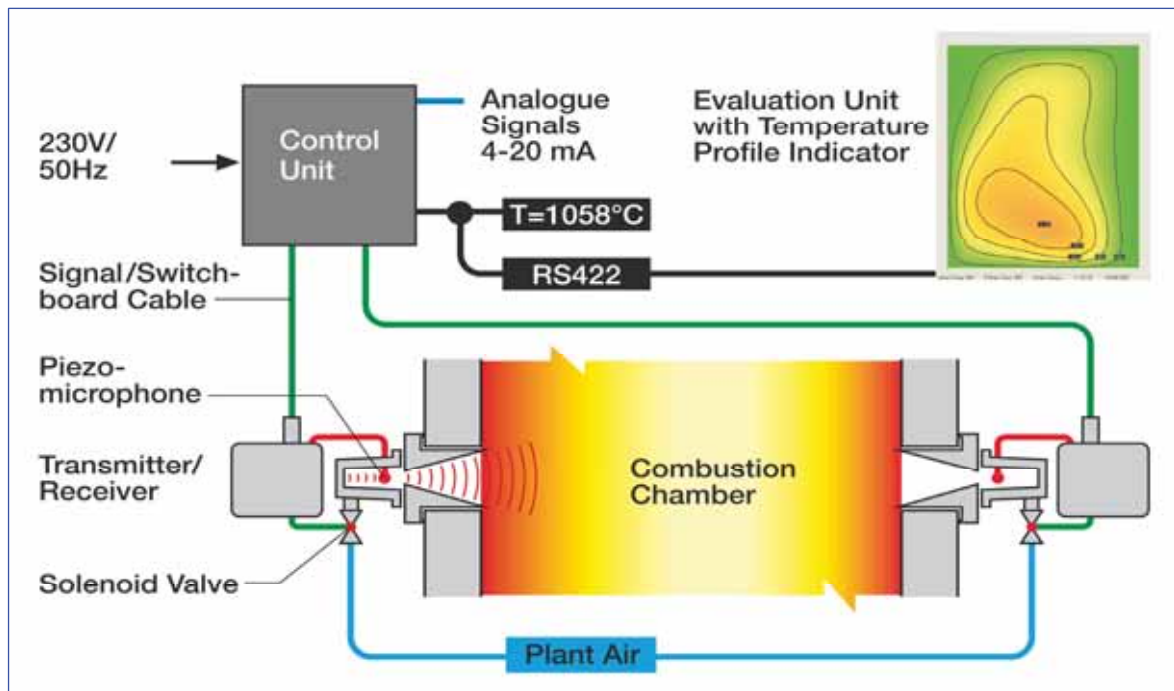 230V/
50Hz
Control
Unit
Analogue
Signals
4-20 mA
Evaluation Unit
with Temperature
Profile Indicator
T=1058°C
RS422
Signal/Switch-
board Cable
Piezo-
microphone
Transmitter/
Receiver
Combustion
Chamber
Solenoid Valve
Plant Air